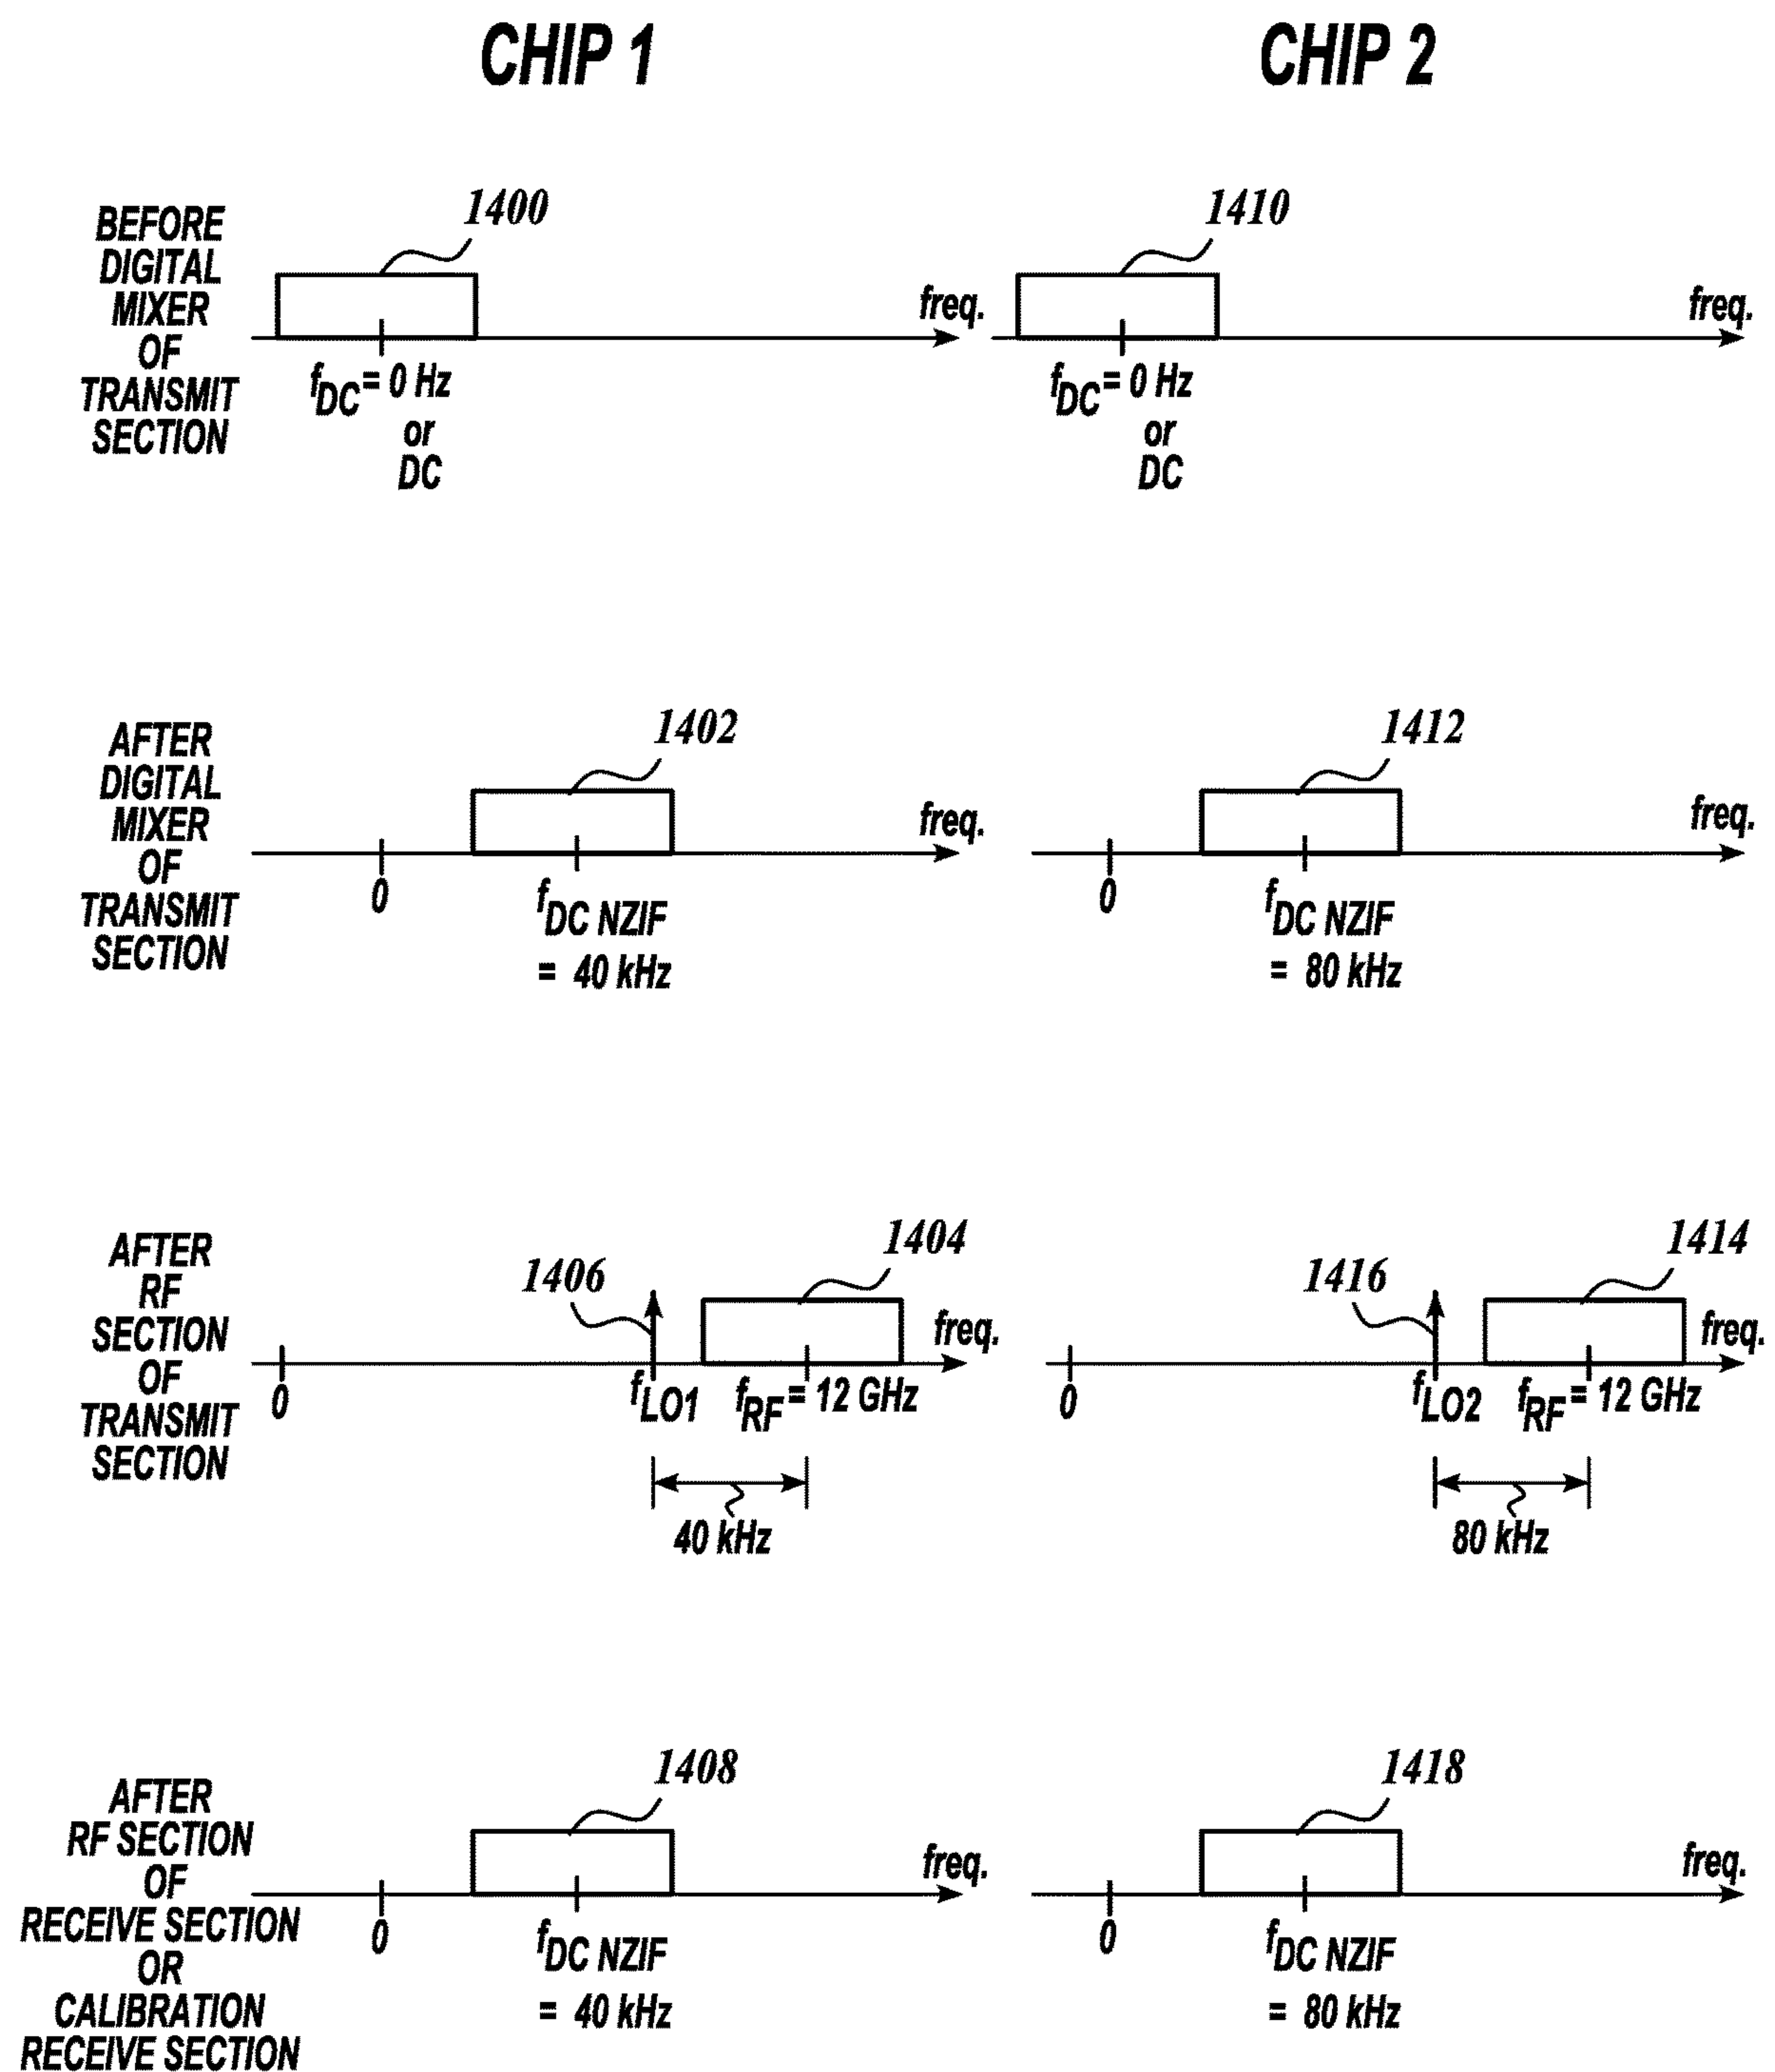 CHIP 1
CHIP 2
BEFORE
DIGITAL
MIXER
OF
TRANSMIT
SECTION
1400
freq.
fDC = 0 Hz
or
DC
1410
freq.
fDC = 0 Hz
or
DC
AFTER
DIGITAL
MIXER
OF
TRANSMIT
SECTION
1402
freq.
0
fDC NZIF
= 40 kHz
1412
freq.
0
fDC NZIF
= 80 kHz
AFTER
RF
SECTION
OF
TRANSMIT
SECTION
1406
1404
freq.
0
fLO1
fRF = 12 GHz
40 kHz
1416
1414
freq.
0
fLO2
fRF = 12 GHz
80 kHz
AFTER
RF SECTION
OF
RECEIVE SECTION
OR
CALIBRATION
RECEIVE SECTION
1408
freq.
0
fDC NZIF
= 40 kHz
1418
freq.
0
fDC NZIF
= 80 kHz